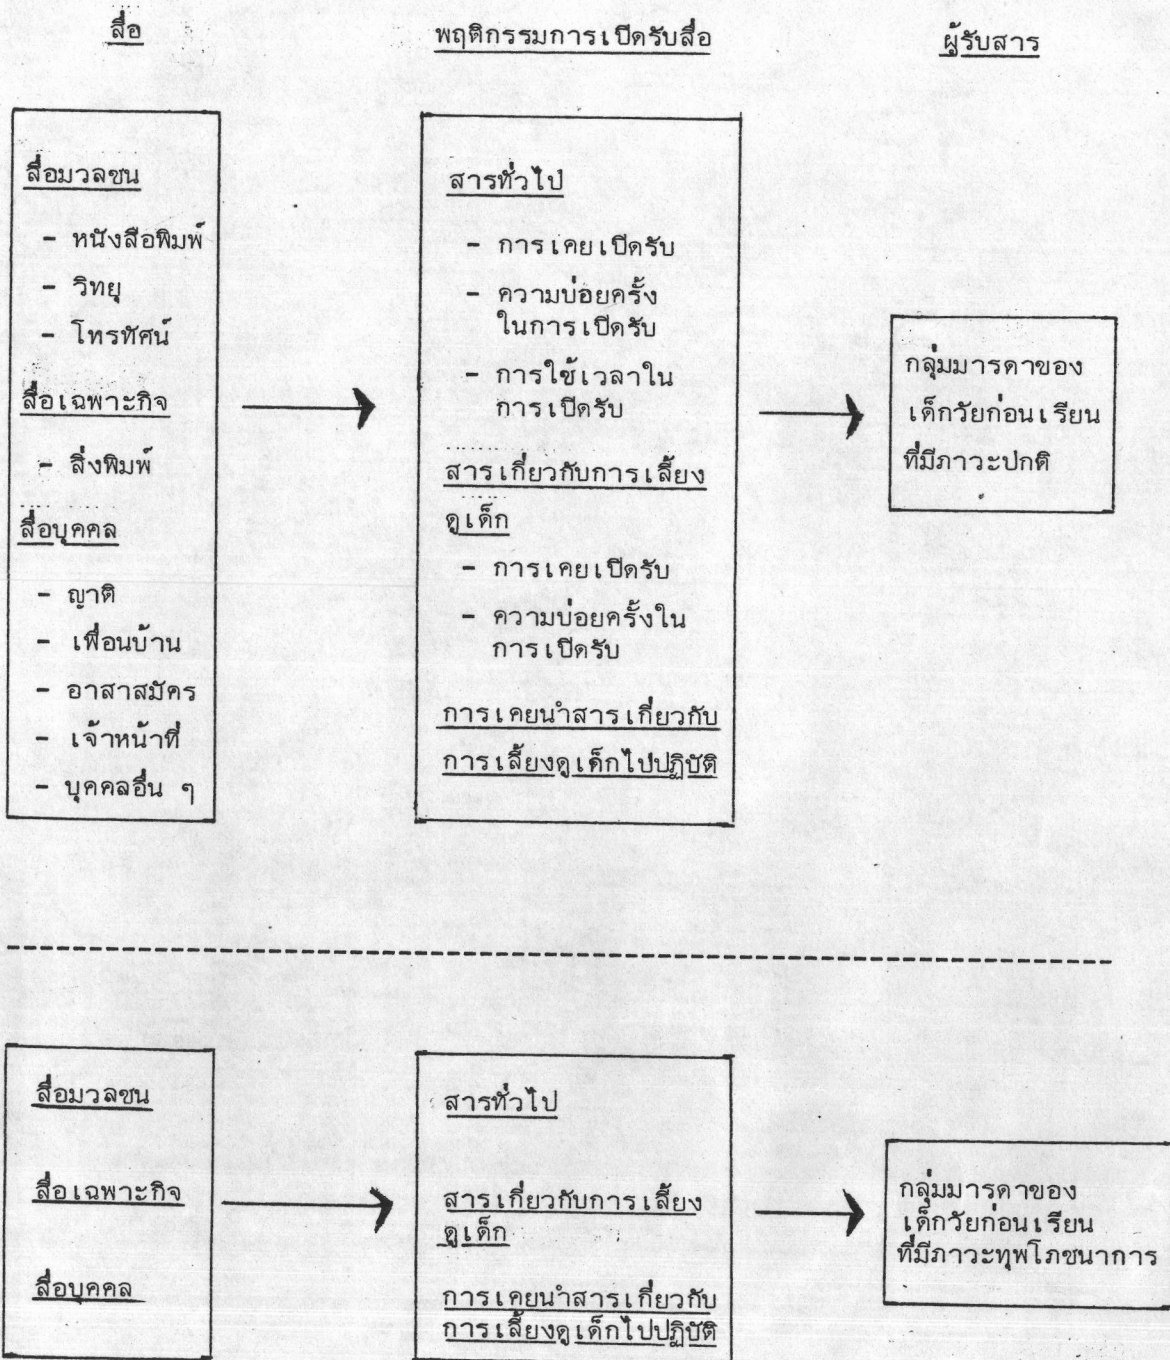 สื่อ
พฤติกรรมการเปิดรับสื่อ
ผู้รับสาร
สื่อมวลชน
- หนังสือพิมพ์
- วิทยุ
- โทรทัศน์
สื่อเฉพาะกิจ
- สิ่งพิมพ์
สื่อบุคคล
- ญาติ
- เพื่อนบ้าน
- อาสาสมัคร
- เจ้าหน้าที่
- บุคคลอื่น ๆ
สารทั่วไป
- การเคยเปิดรับ
- ความบ่อยครั้ง
ในการเปิดรับ
- การใช้เวลาใน
การเปิดรับ
สารเกี่ยวกับการเลี้ยง
ดูเด็ก
- การเคยเปิดรับ
- ความบ่อยครั้งใน
การเปิดรับ
การเคยนำสารเกี่ยวกับ
การเลี้ยงดูเด็กไปปฏิบัติ
กลุ่มมารดาของ
เด็กวัยก่อนเรียน
ที่มีภาวะปกติ
สื่อมวลชน
สื่อเฉพาะกิจ
สื่อบุคคล
สารทั่วไป
สารเกี่ยวกับการเลี้ยง
ดูเด็ก
การเคยนำสารเกี่ยวกับ
การเลี้ยงดูเด็กไปปฏิบัติ
กลุ่มมารดาของ
เด็กวัยก่อนเรียน
ที่มีภาวะทุพโภชนาการ